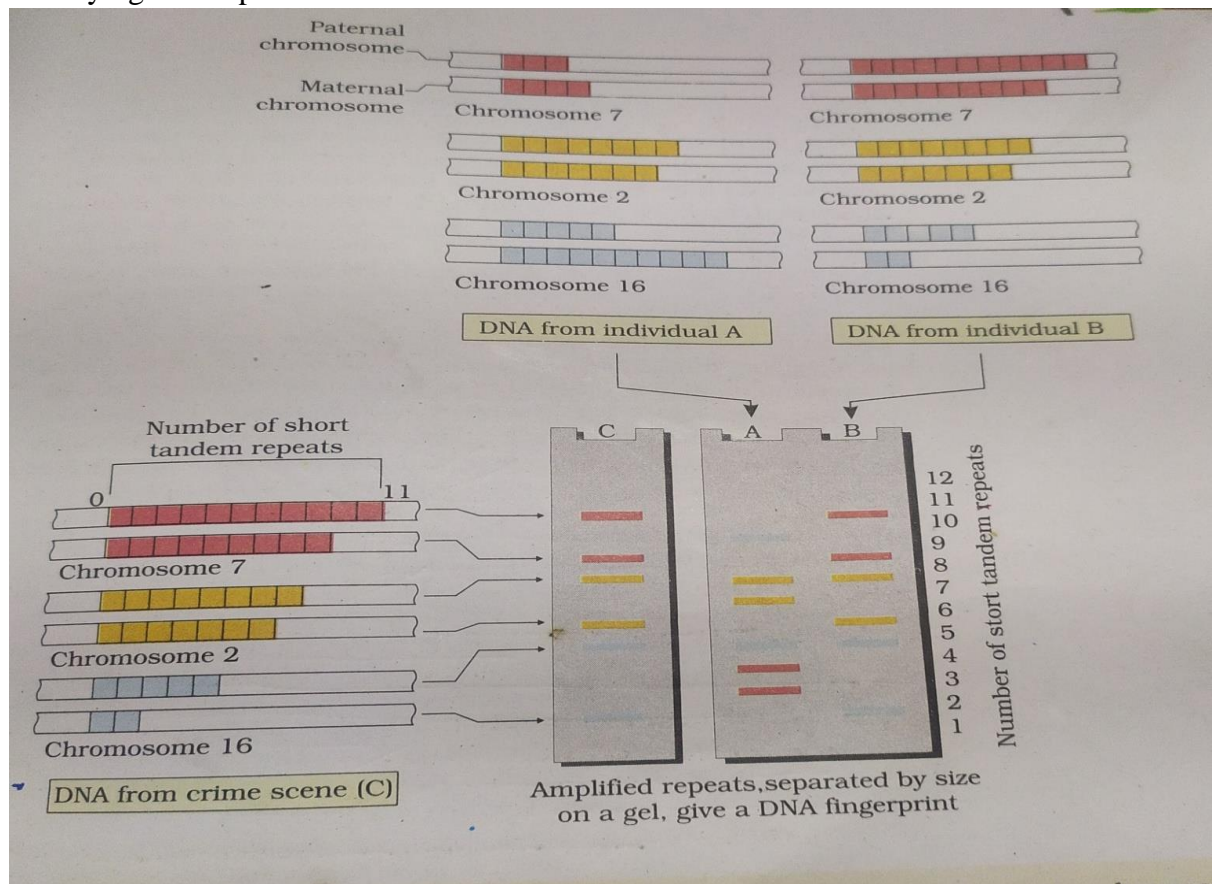 Paternal
chromosome
Maternal
chromosome
Chromosome 7
Chromosome 7
Chromosome 2
Chromosome 2
Chromosome 16
Chromosome 16
DNA from individual A
DNA from individual B
Number of short
tandem repeats
0
11
Chromosome 7
Chromosome 2
Chromosome 16
DNA from crime scene (C)
C
A
B
12
11
10
9
8
7
6
5
4
3
2
1
Number of stort tandem repeats
Amplified repeats,separated by size
on a gel, give a DNA fingerprint